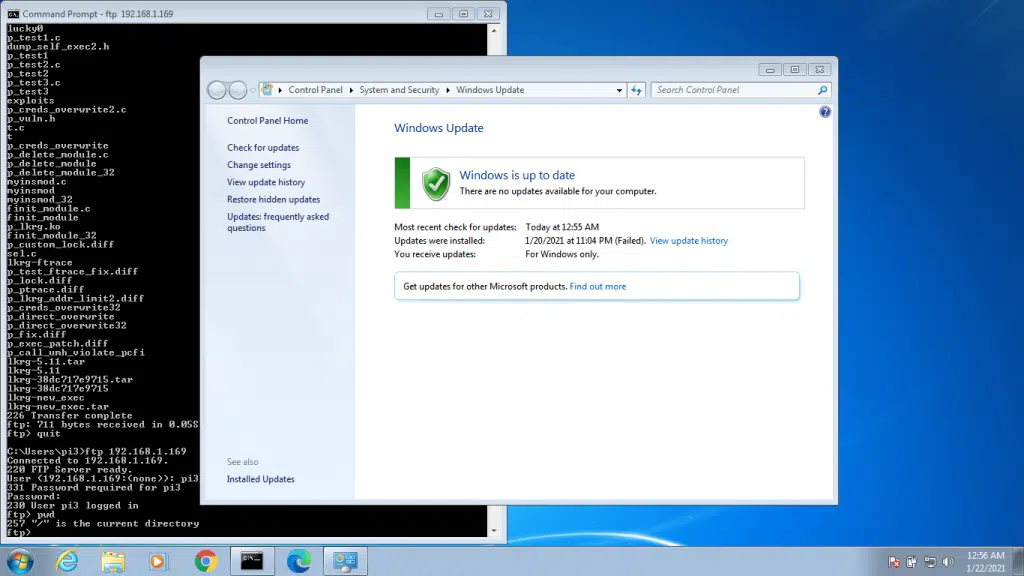 Command Prompt - ftp 192.168.1.169
lucky0
p_test1.c
dump_self_exec2.h
p_test1
p_test2.c
p_test2
p_test3.c
p_test3
exploits
p_creds_overwrite2.c
p_vuln.h
t.c
t
p_creds_overwrite
p_delete_module.c
p_delete_module
p_delete_module_32
myinsmod.c
myinsmod
myinsmod_32
finit_module.c
finit_module
p_lkrg.ko
finit_module_32
p_custom_lock.diff
sel.c
lkrg-ftrace
p_test_ftrace_fix.diff
p_lock.diff
p_ptrace.diff
p_lkrg_addr_limit2.diff
p_creds_overwrite32
p_direct_overwrite
p_direct_overwrite32
p_fix.diff
p_exec_patch.diff
p_call_umh_violate_pcfi
lkrg-5.11.tar
lkrg-5.11
lkrg-38dc717e9715.tar
lkrg-38dc717e9715
lkrg-new_exec
lkrg-new_exec.tar
226 Transfer complete
ftp: 711 bytes received in 0.05S
ftp> quit
C:\Users\pi3>ftp 192.168.1.169
Connected to 192.168.1.169.
220 FTP Server ready.
User (192.168.1.169:(none)): pi3
331 Password required for pi3
Password:
230 User pi3 logged in
ftp> pwd
257 "/" is the current directory
ftp>
Control Panel
System and Security
Windows Update
Search Control Panel
Control Panel Home
Check for updates
Change settings
View update history
Restore hidden updates
Updates: frequently asked
questions
See also
Installed Updates
Windows Update
Windows is up to date
There are no updates available for your computer.
Most recent check for updates: Today at 12:55 AM
Updates were installed: 1/20/2021 at 11:04 PM (Failed). View update history
You receive updates: For Windows only.
Get updates for other Microsoft products. Find out more
12:56 AM
1/22/2021